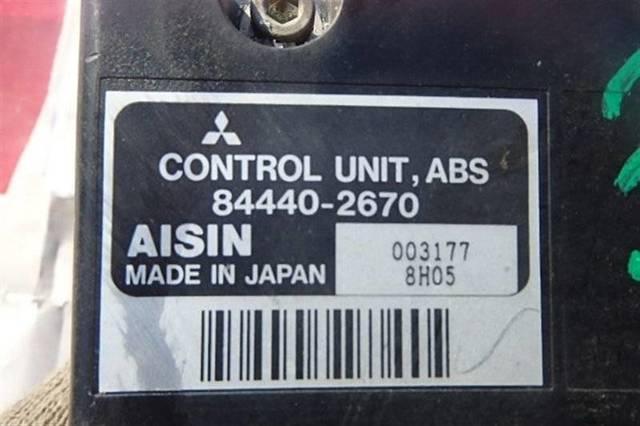 CONTROL UNIT, ABS
84440-2670
AISIN
MADE IN JAPAN
003177
8H05